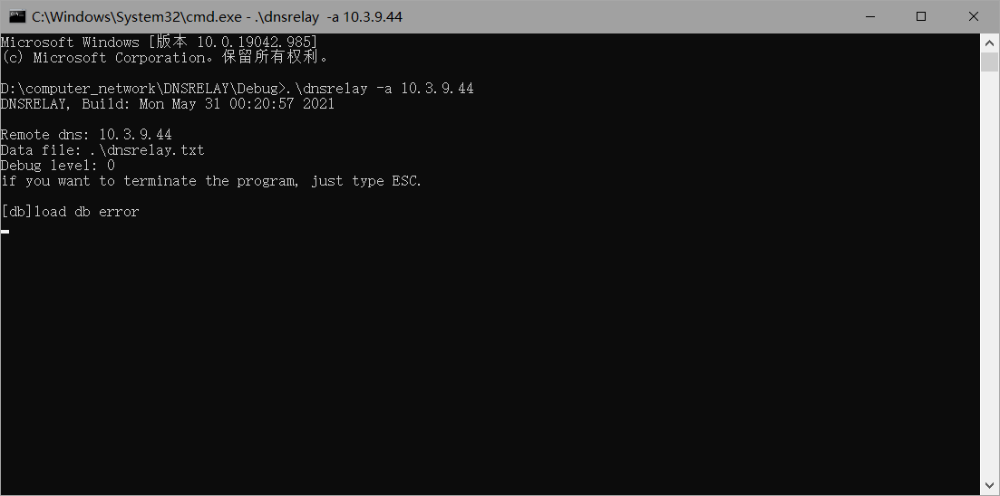 C:\Windows\System32\cmd.exe - .\dnsrelay -a 10.3.9.44
Microsoft Windows [版本 10.0.19042.985]
(c) Microsoft Corporation。保留所有权利。
D:\computer_network\DNSRELAY\Debug>.\dnsrelay -a 10.3.9.44
DNSRELAY, Build: Mon May 31 00:20:57 2021
Remote dns: 10.3.9.44
Data file: .\dnsrelay.txt
Debug level: 0
if you want to terminate the program, just type ESC.
[db]load db error